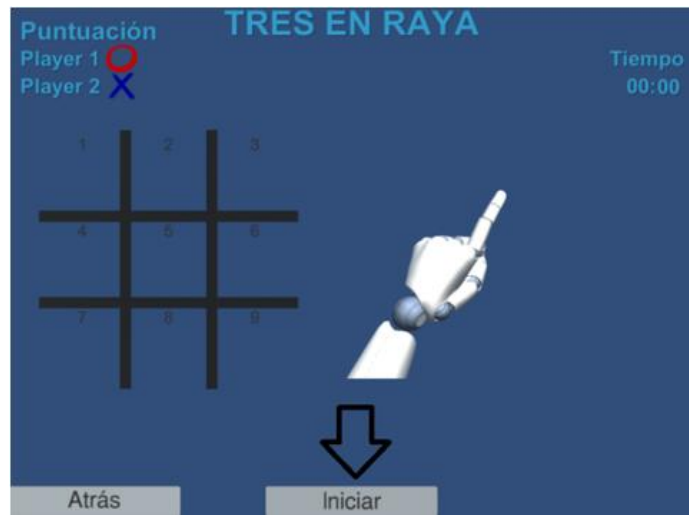 TRES EN RAYA
Puntuación
Player 1 O
Player 2 X
Tiempo
00:00
1 2 3
4 5 6
7 8 9
Atrás
Iniciar